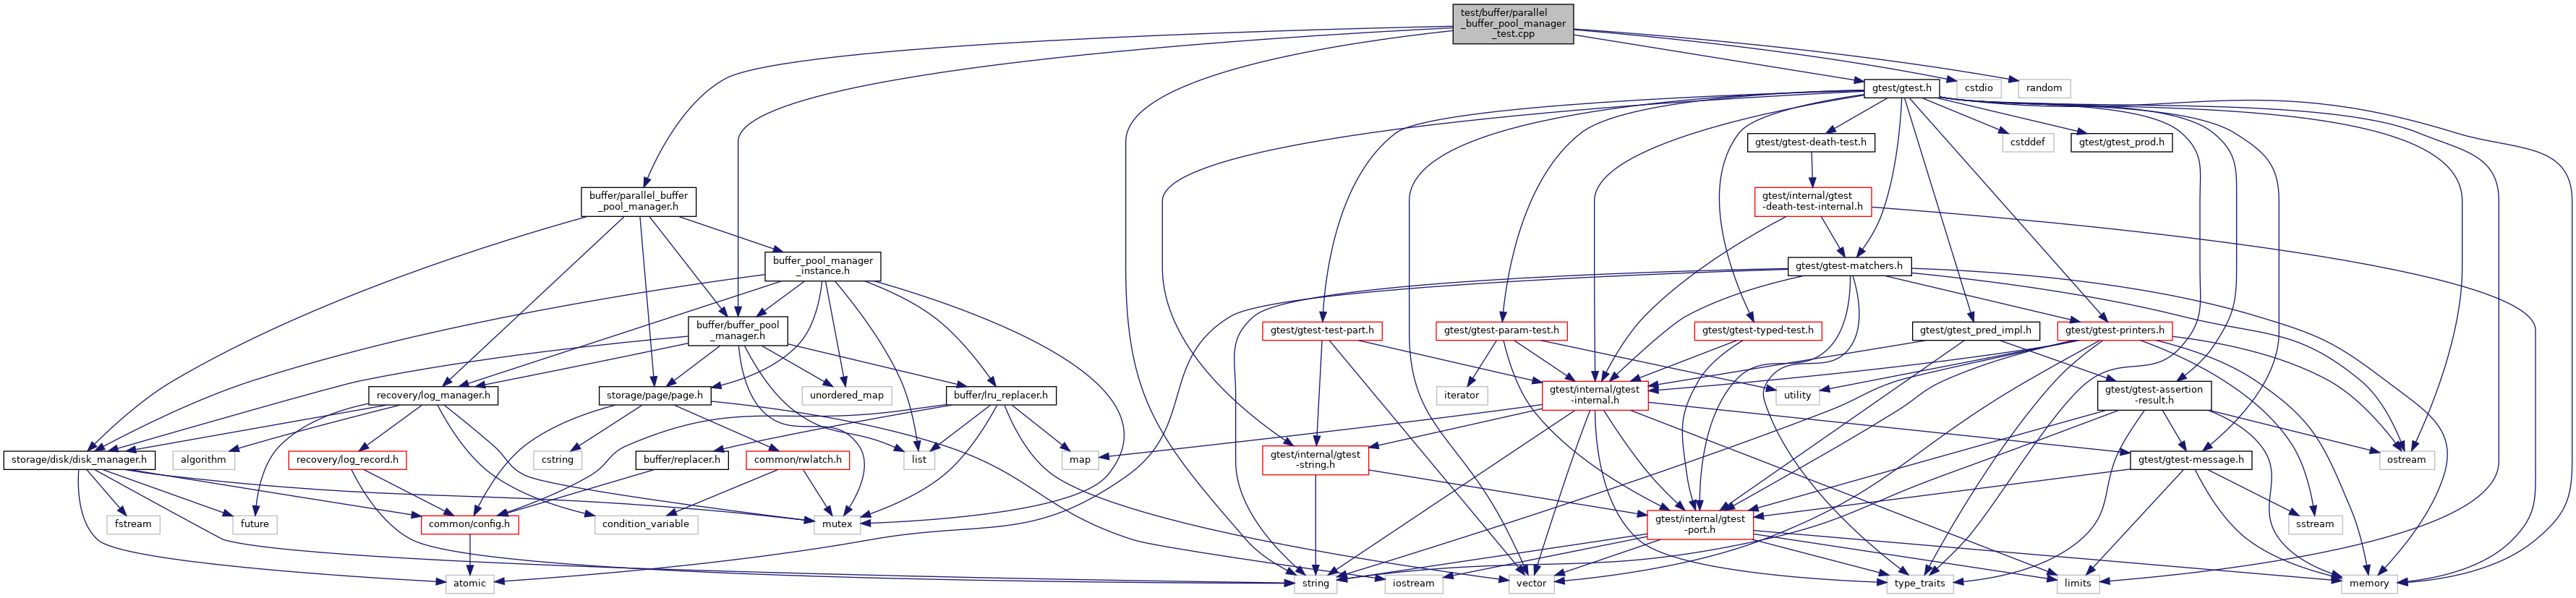 test/buffer/parallel
_buffer_pool_manager
_test.cpp
gtest/gtest.h
cstdio
random
gtest/gtest-death-test.h
cstddef
gtest/gtest_prod.h
buffer/parallel_buffer
_pool_manager.h
gtest/internal/gtest
-death-test-internal.h
buffer_pool_manager
_instance.h
gtest/gtest-matchers.h
buffer/buffer_pool
_manager.h
gtest/gtest-test-part.h
gtest/gtest-param-test.h
gtest/gtest-typed-test.h
gtest/gtest_pred_impl.h
gtest/gtest-printers.h
recovery/log_manager.h
storage/page/page.h
unordered_map
buffer/lru_replacer.h
iterator
gtest/internal/gtest
-internal.h
utility
gtest/gtest-assertion
-result.h
storage/disk/disk_manager.h
algorithm
recovery/log_record.h
cstring
buffer/replacer.h
common/rwlatch.h
list
map
gtest/internal/gtest
-string.h
gtest/gtest-message.h
ostream
fstream
future
common/config.h
condition_variable
mutex
gtest/internal/gtest
-port.h
sstream
atomic
string
iostream
vector
type_traits
limits
memory